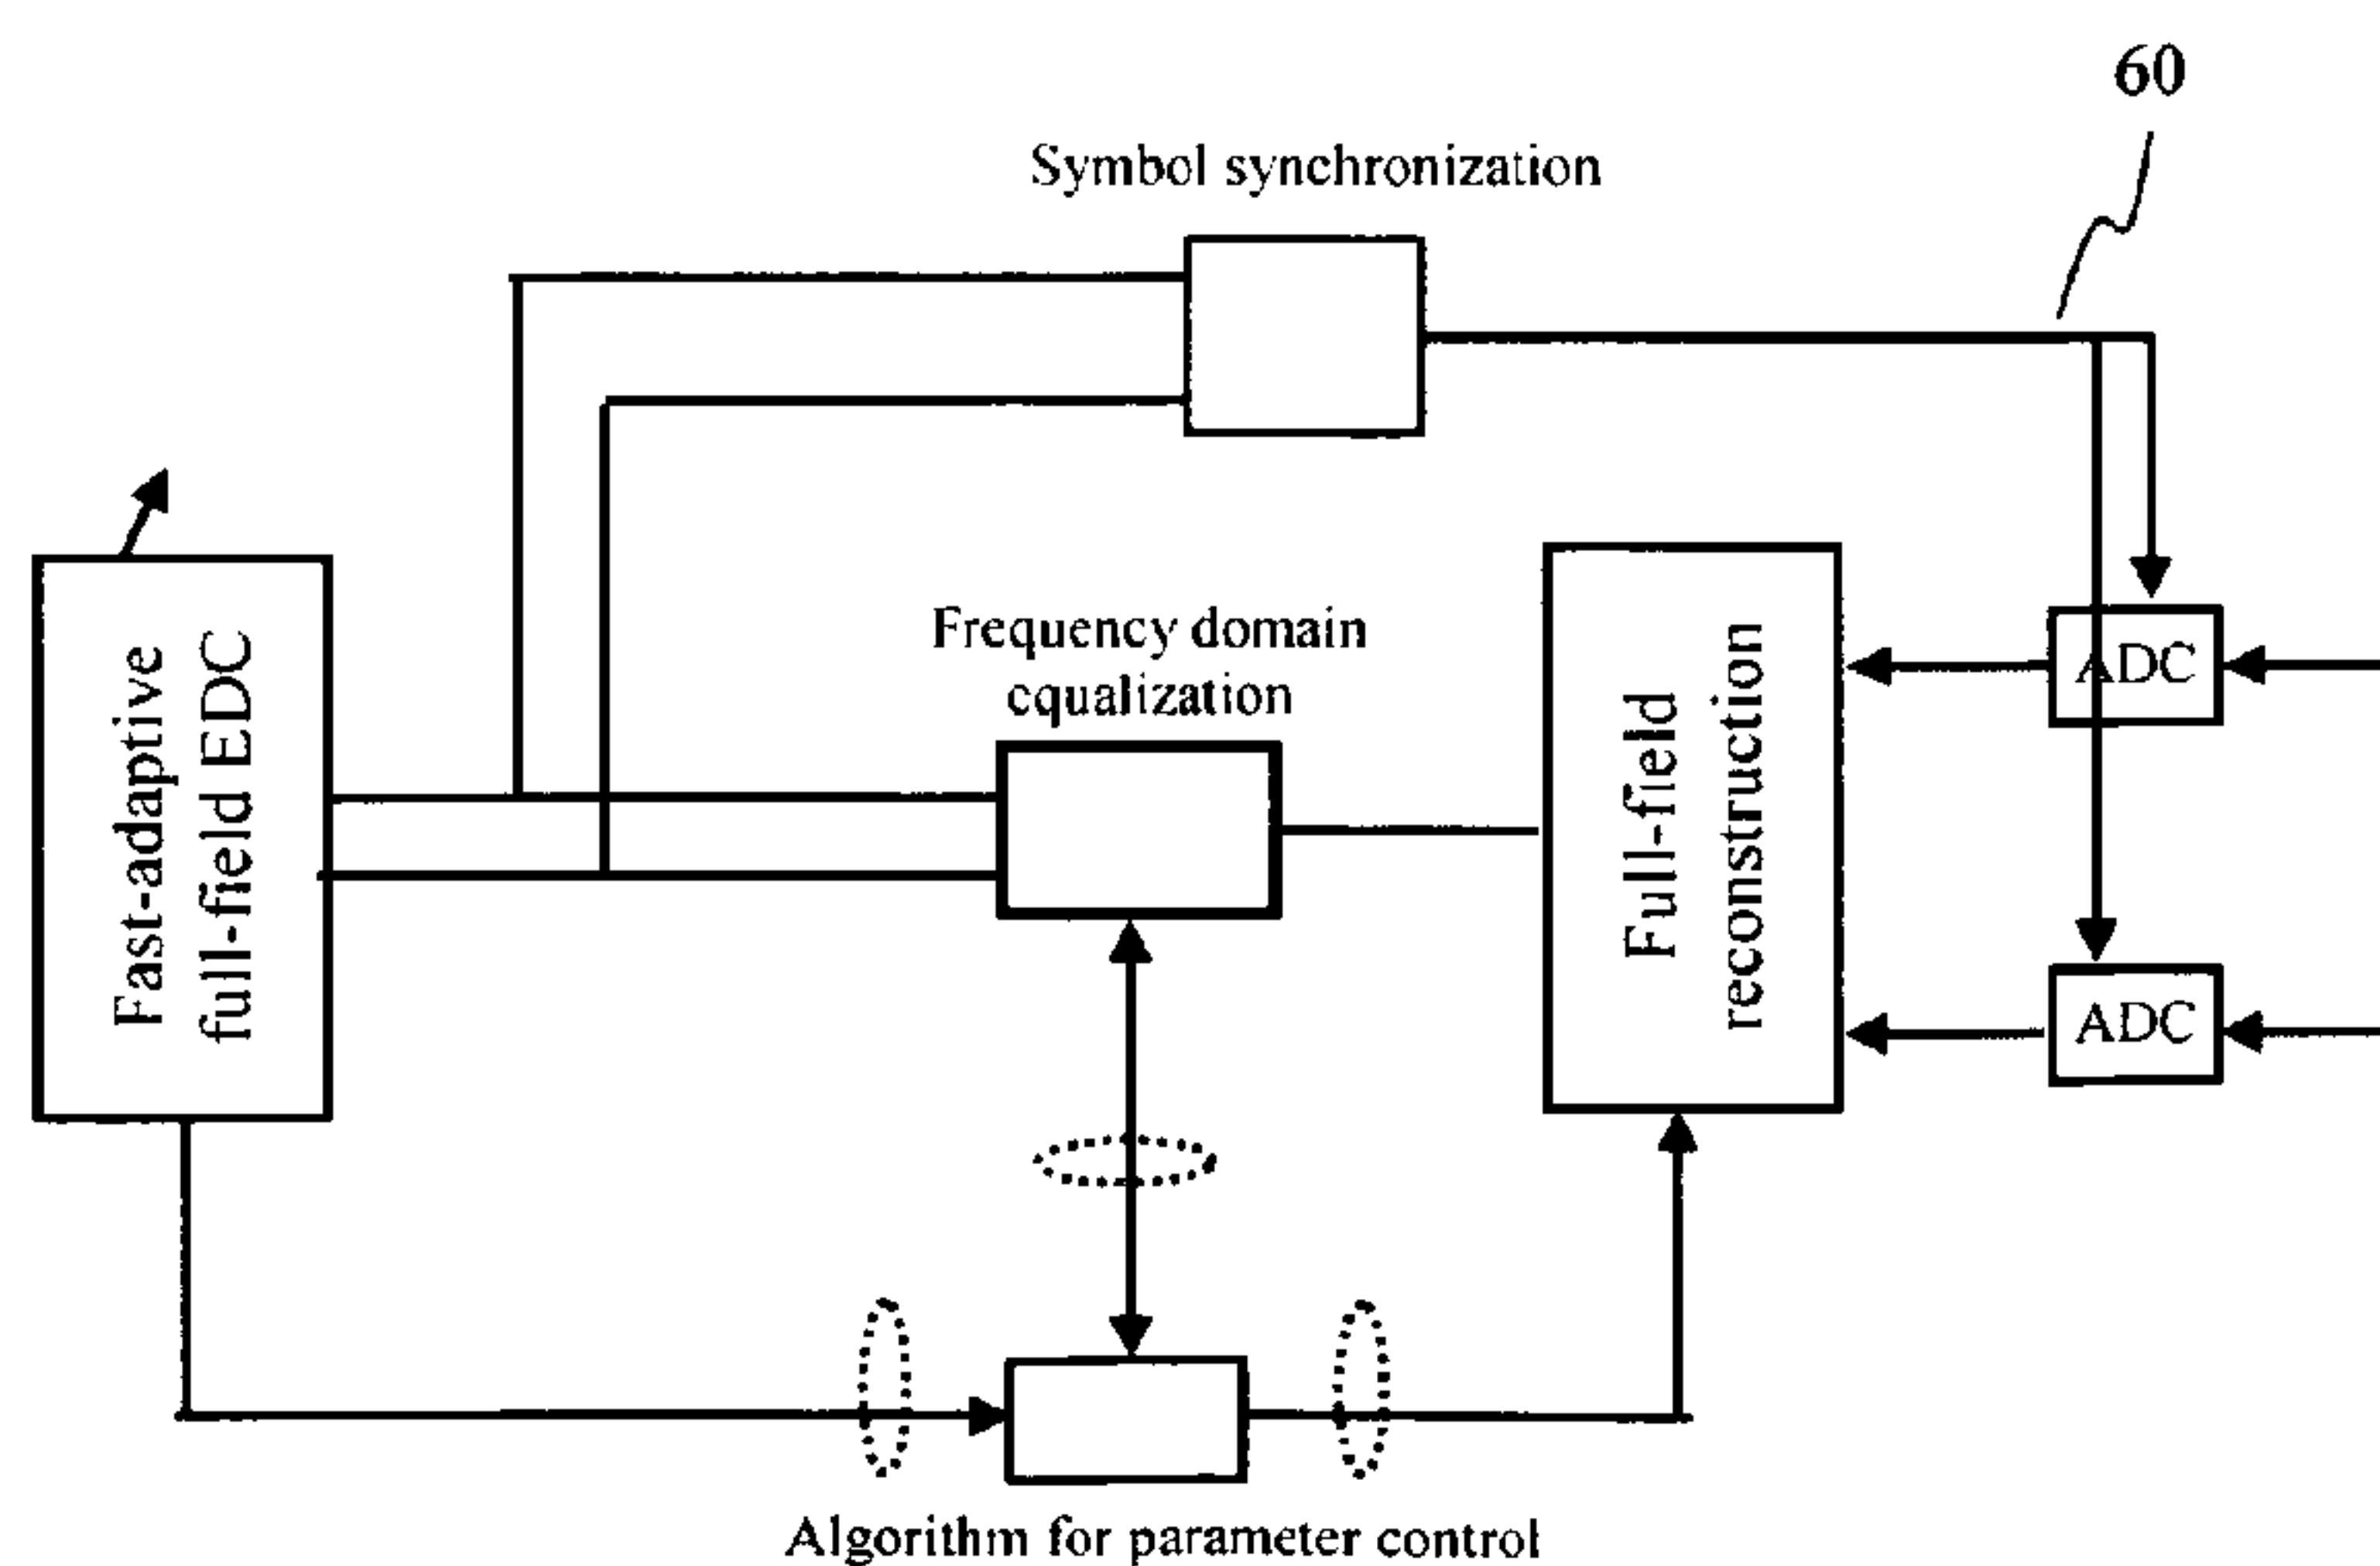 60
Symbol synchronization
Frequency domain
equalization
Fast-adaptive
full-field EDC
Full-field
reconstruction
ADC
ADC
Algorithm for parameter control